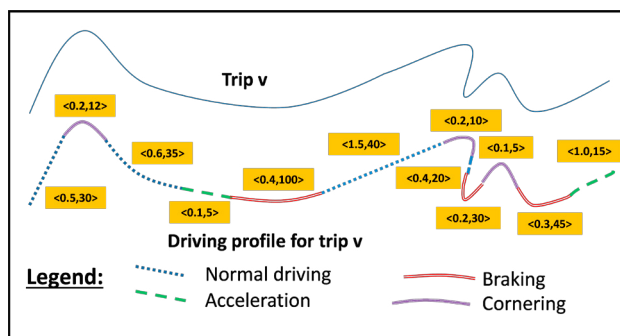 Trip v
<0.2,12>
<0.2,10>
<0.6,35>
<1.5,40>
<0.1,5>
<0.4,100>
<0.4,20>
<1.0,15>
<0.5,30>
<0.1,5>
<0.2,30>
<0.3,45>
Driving profile for trip v
Legend:
Normal driving
Braking
Acceleration
Cornering